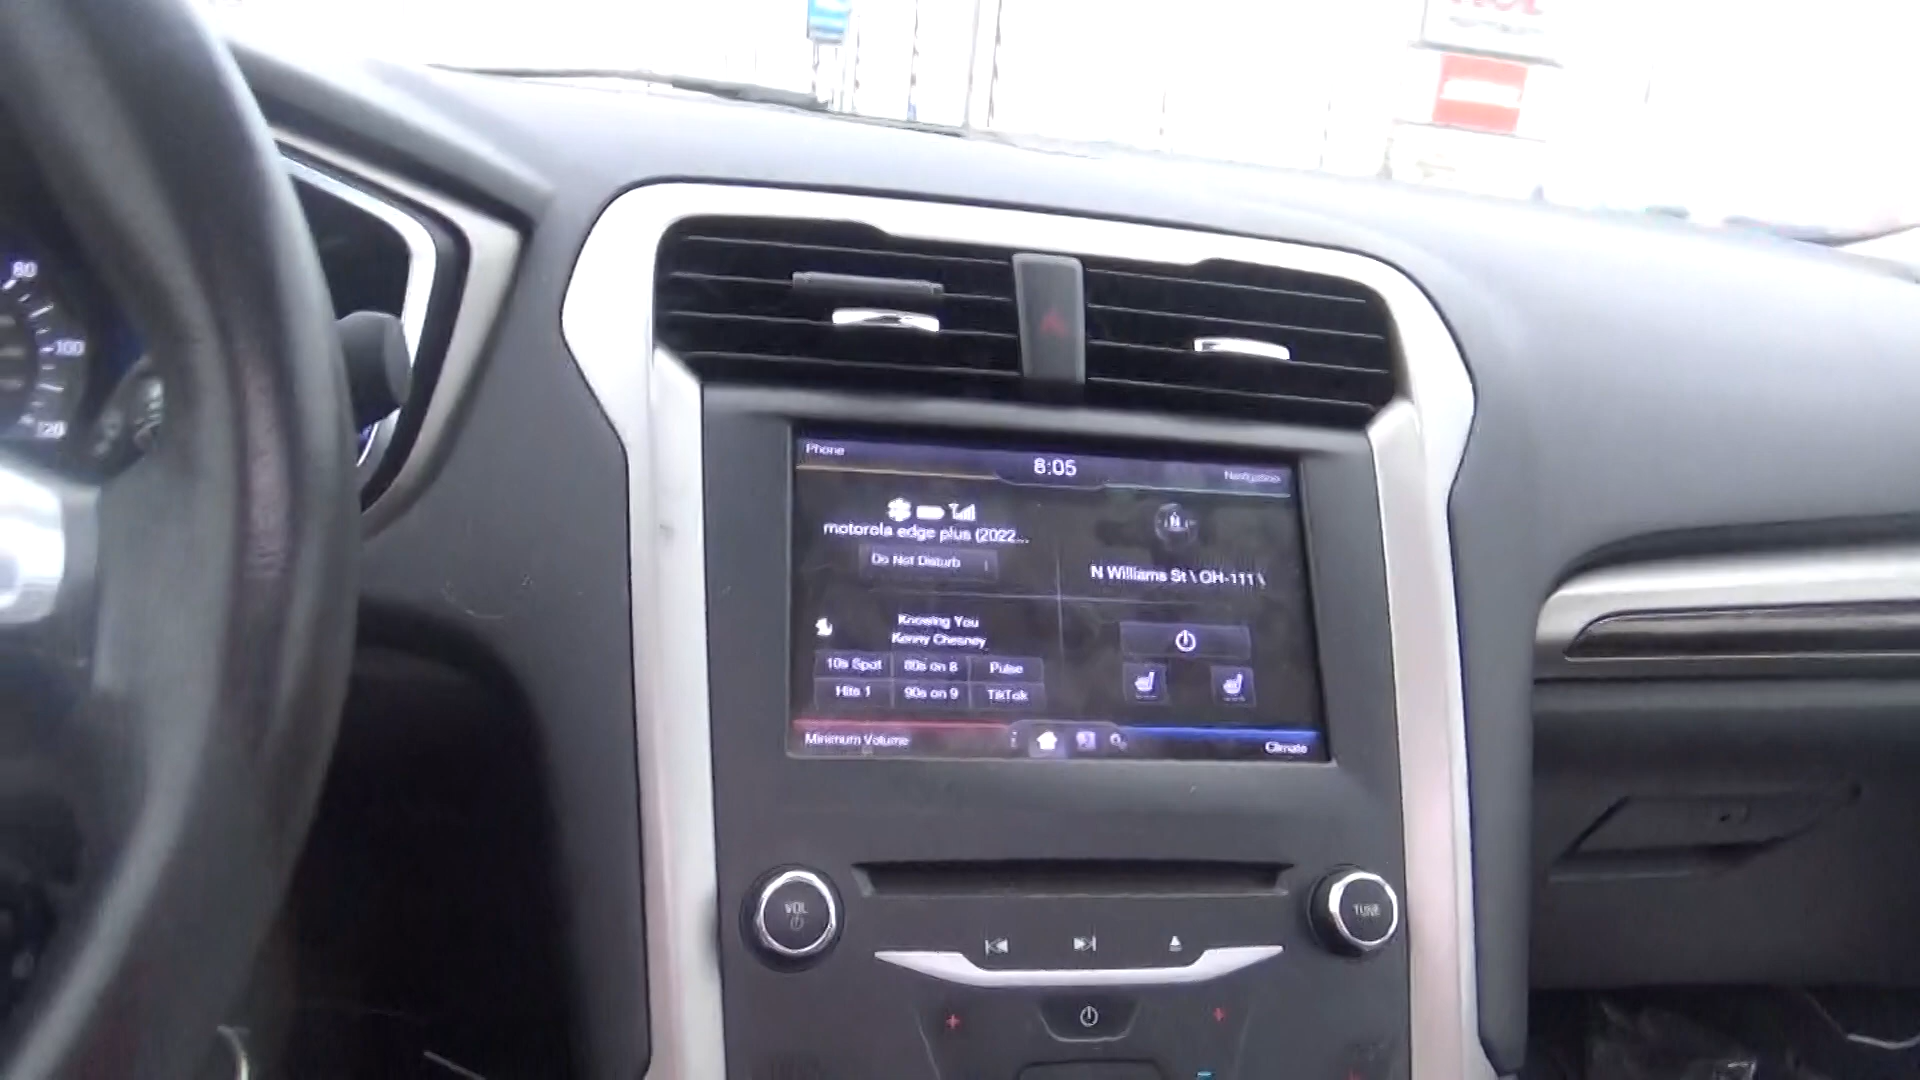 80
100
120
Phone
8:05
Navigation
motorola edge plus (2022...
Do Not Disturb
N
N Williams St \ OH-111 \
Knowing You
Kenny Chesney
10s Spot
80s on 8
Pulse
Hits 1
90s on 9
TikTok
Minimum Volume
Climate
VOL
TUNE